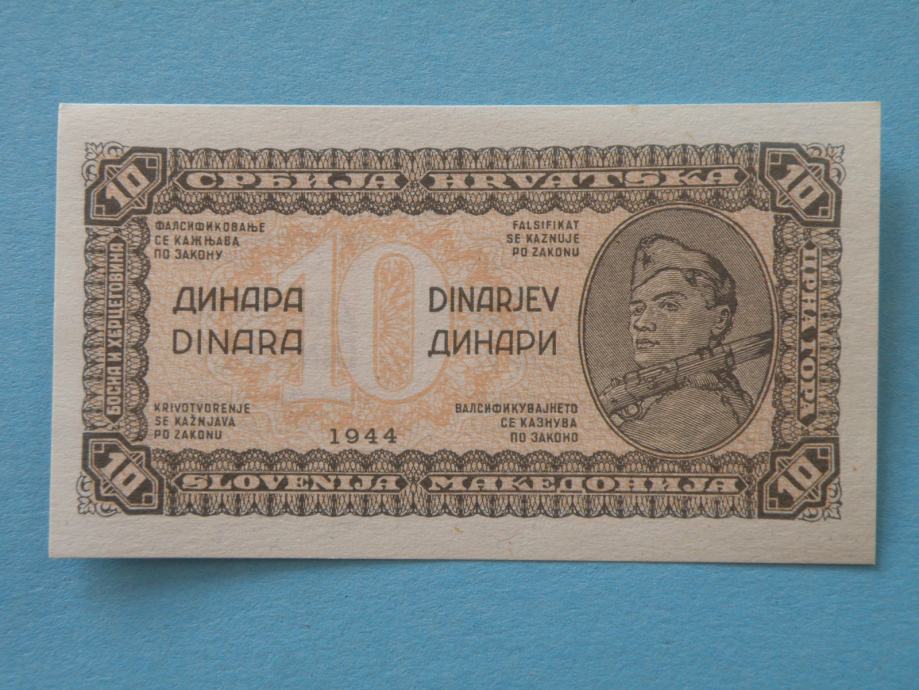 10
СРБИЈА HRVATSKA
10
БОСНА И ХЕРЦЕГОВИНА
ФАЛСИФИКОВАЊЕ
СЕ КАЖЊАВА
ПО ЗАКОНУ
FALSIFIKAT
SE KAZNUJE
PO ZAKONU
ДИНАРА
DINARA
10
DINARJEV
ДИНАРИ
ЦРНА ГОРА
KRIVOTVORENJE
SE KAŽNJAVA
PO ZAKONU
1944
ВАЛСИФИКУВАЈНЕТО
СЕ КАЗНУВА
ПО ЗАКОНО
10
SLOVENIJA МАКЕДОНИЈА
10